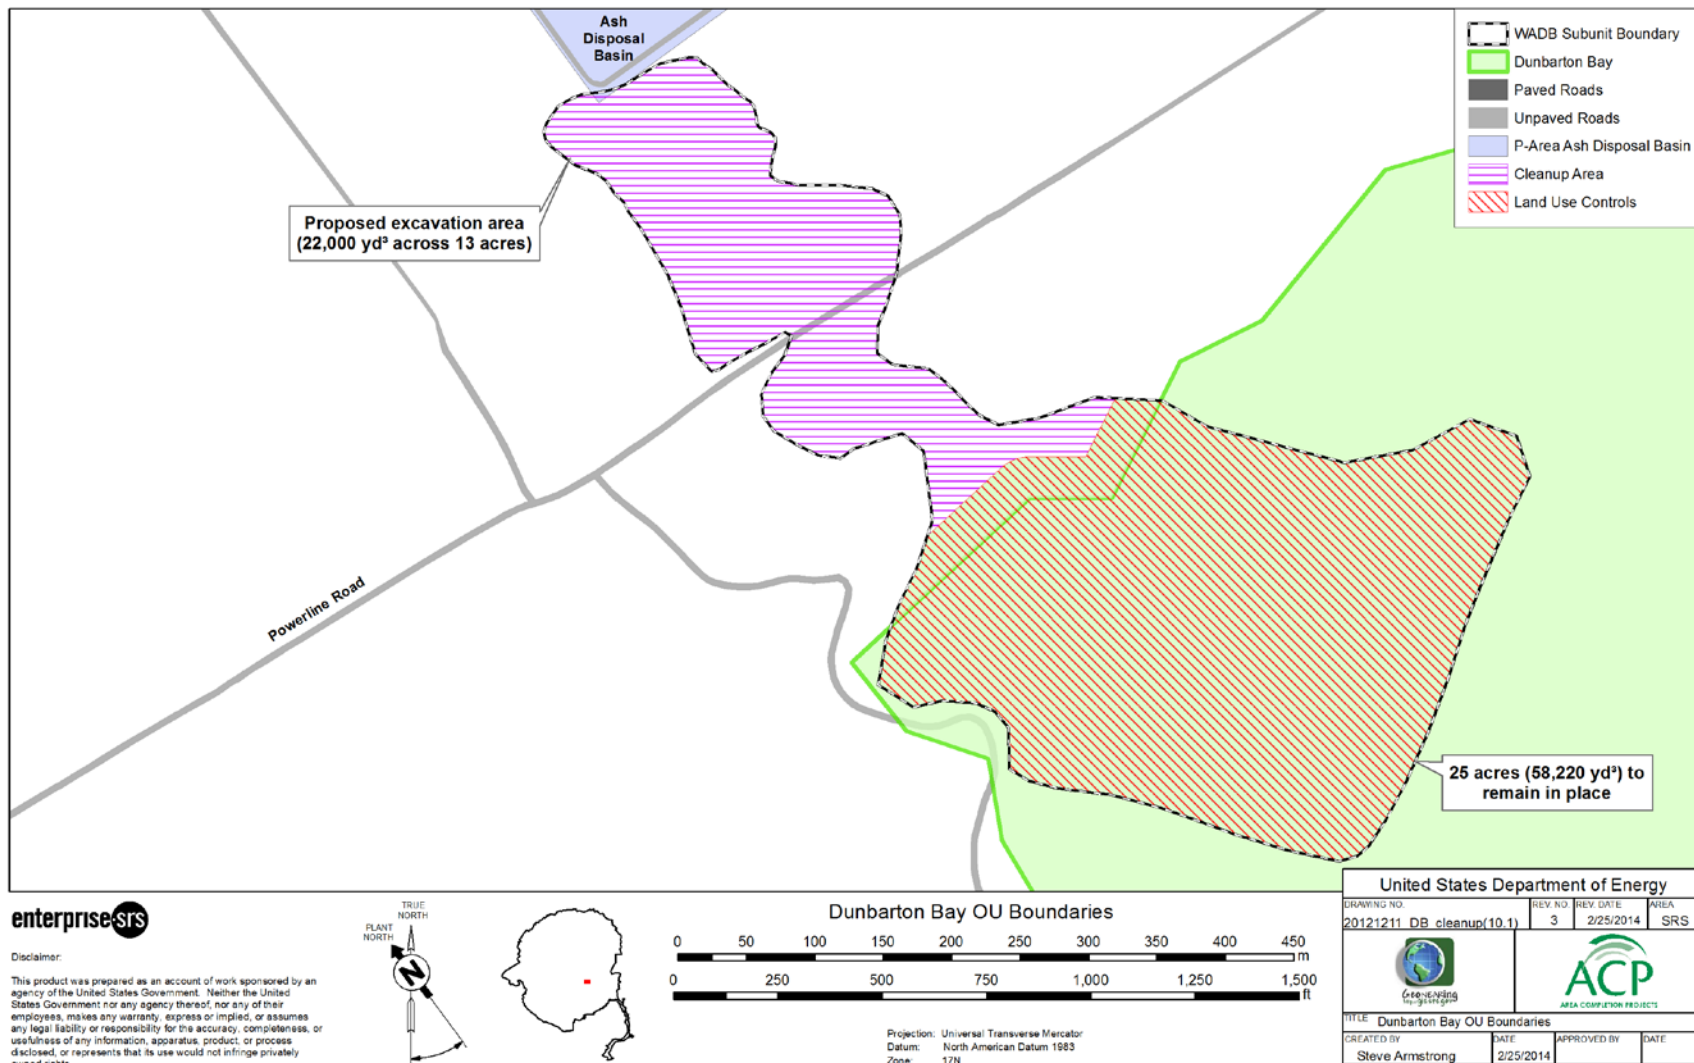 Ash
Disposal
Basin
WADB Subunit Boundary
Dunbarton Bay
Paved Roads
Unpaved Roads
P-Area Ash Disposal Basin
Cleanup Area
Land Use Controls
Proposed excavation area
(22,000 yd³ across 13 acres)
Powerline Road
25 acres (58,220 yd³) to
remain in place
enterprise·srs
Disclaimer:
This product was prepared as an account of work sponsored by an
agency of the United States Government. Neither the United
States Government nor any agency thereof, nor any of their
employees, makes any warranty, express or implied, or assumes
any legal liability or responsibility for the accuracy, completeness, or
usefulness of any information, apparatus, product, or process
disclosed, or represents that its use would not infringe privately
TRUE
NORTH
PLANT
NORTH
N
Dunbarton Bay OU Boundaries
0 50 100 150 200 250 300 350 400 450
m
0 250 500 750 1,000 1,250 1,500
ft
Projection: Universal Transverse Mercator
Datum: North American Datum 1983
Zone: 17N
United States Department of Energy
DRAWING NO. REV. NO. REV. DATE AREA
20121211_DB_cleanup(10.1) 3 2/25/2014 SRS
ACP
AREA COMPLETION PROJECTS
TITLE Dunbarton Bay OU Boundaries
CREATED BY DATE APPROVED BY DATE
Steve Armstrong 2/25/2014